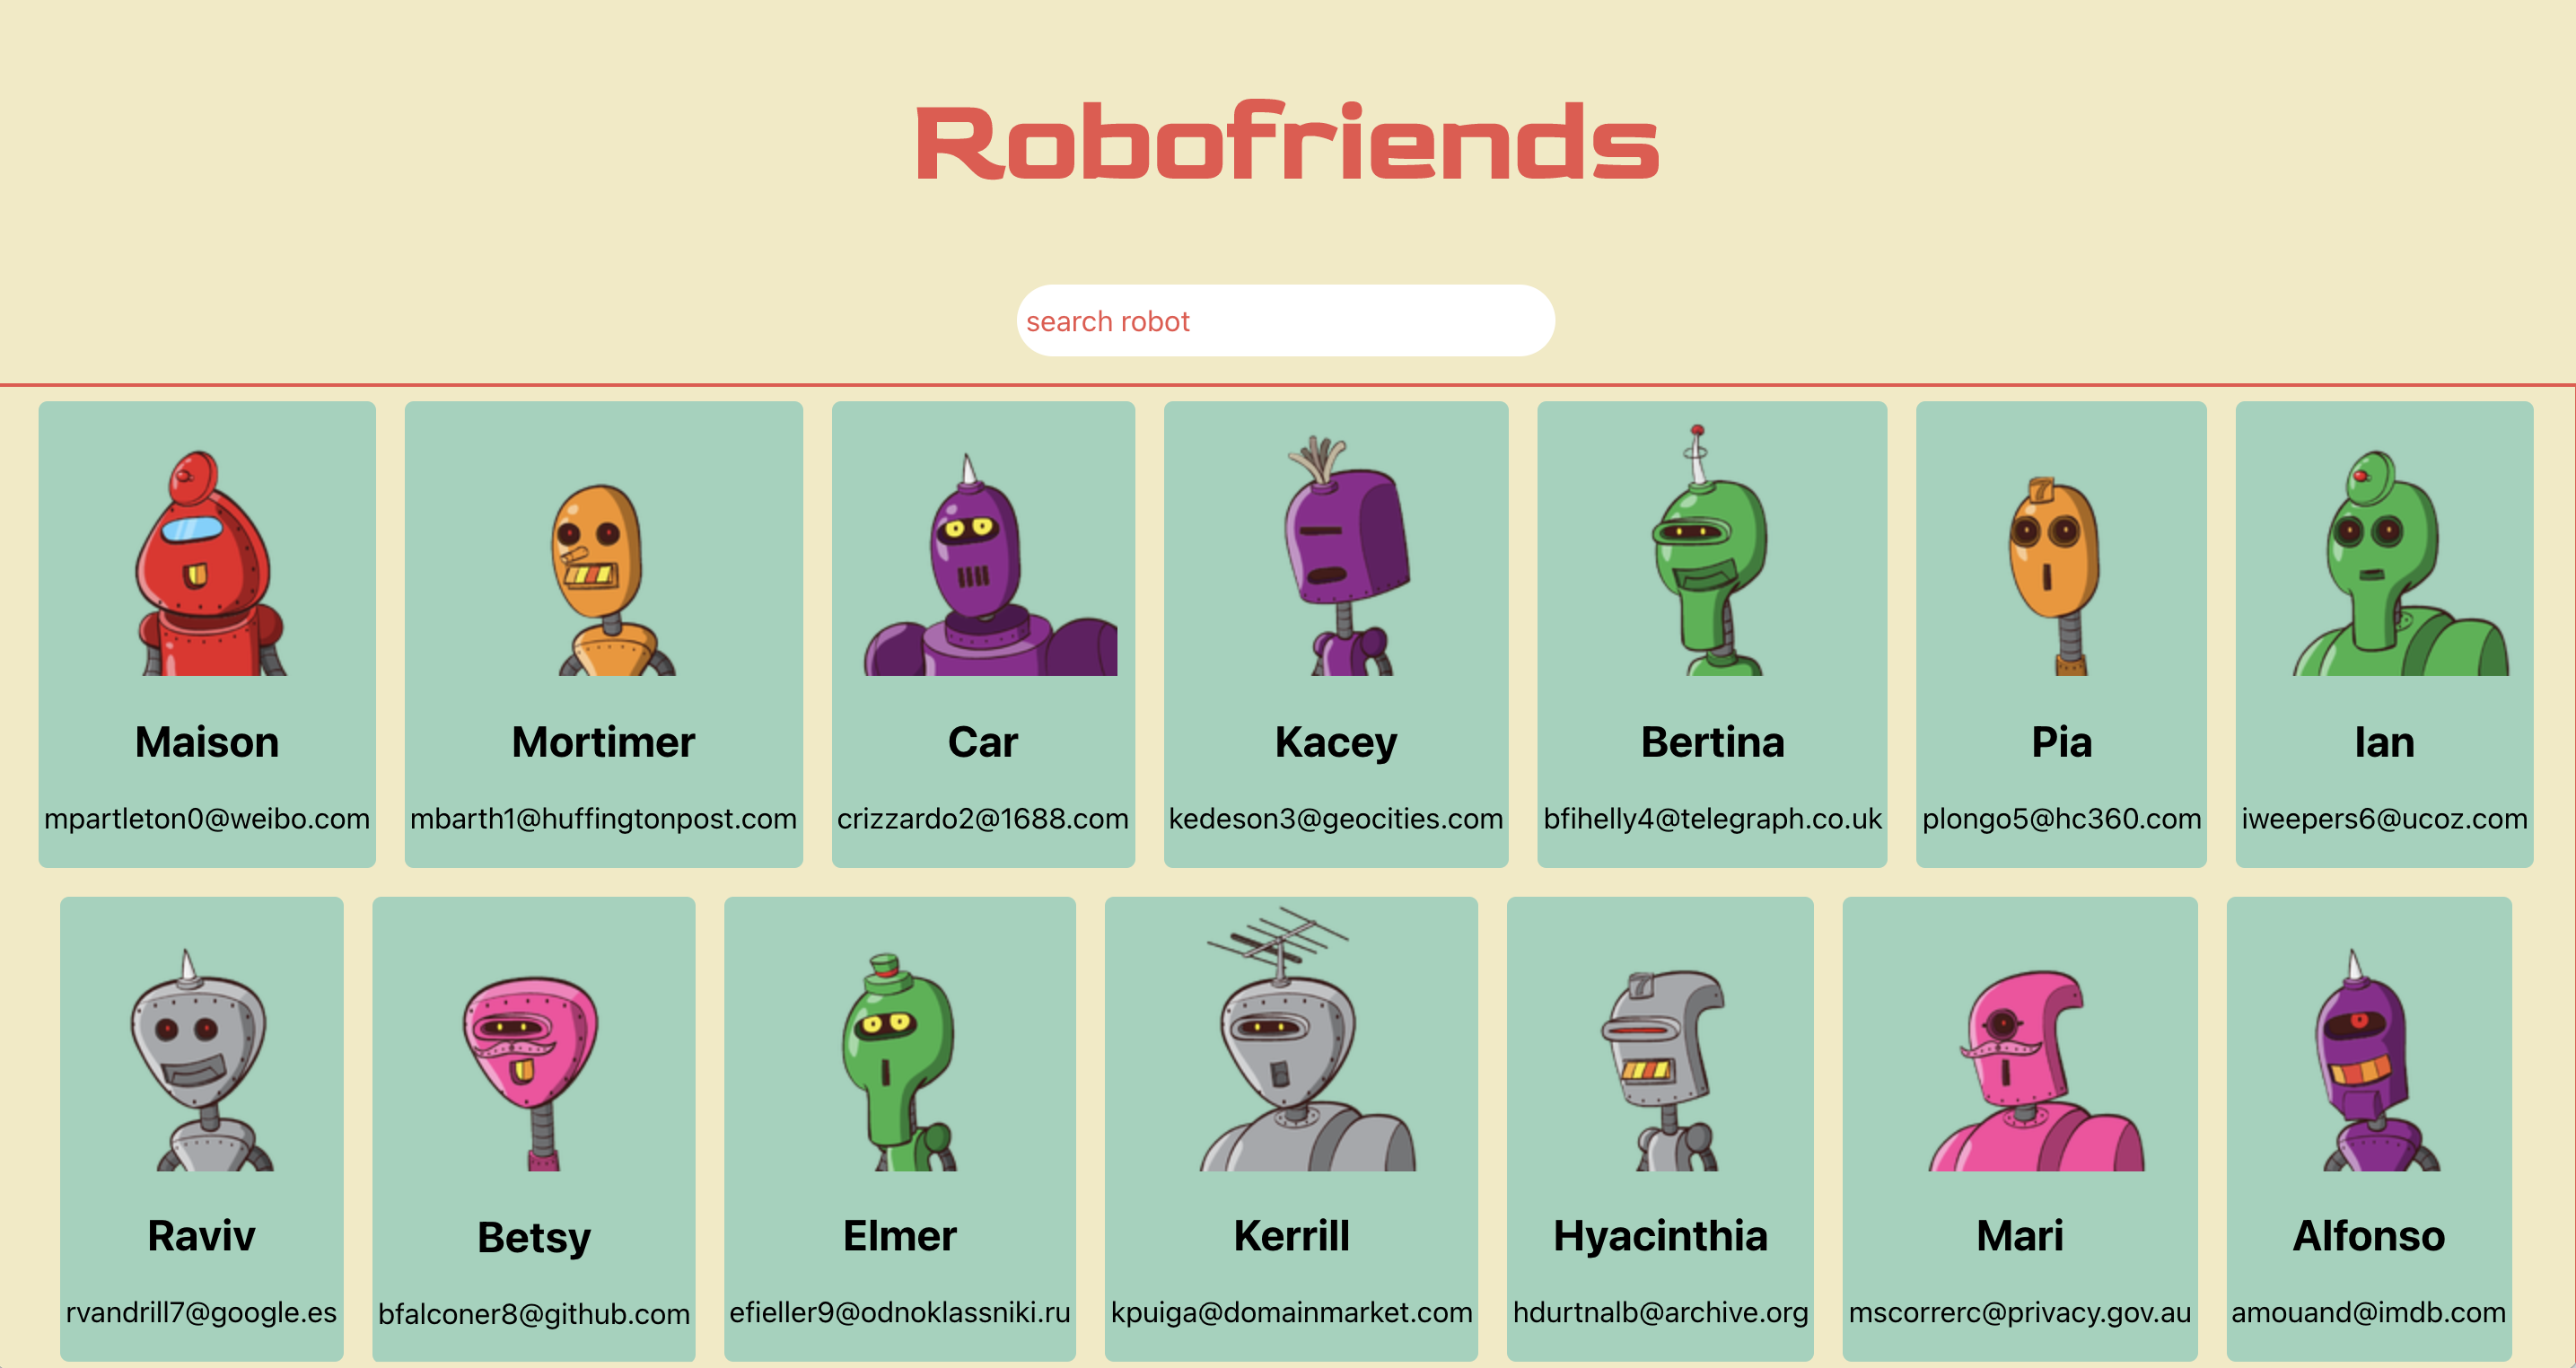 Robofriends
search robot
Maison
mpartleton0@weibo.com
Mortimer
mbarth1@huffingtonpost.com
Car
crizzardo2@1688.com
Kacey
kedeson3@geocities.com
Bertina
bfihelly4@telegraph.co.uk
Pia
plongo5@hc360.com
Ian
iweepers6@ucoz.com
Raviv
rvandrill7@google.es
Betsy
bfalconer8@github.com
Elmer
efieller9@odnoklassniki.ru
Kerrill
kpuiga@domainmarket.com
Hyacinthia
hdurtnalb@archive.org
Mari
mscorrerc@privacy.gov.au
Alfonso
amouand@imdb.com